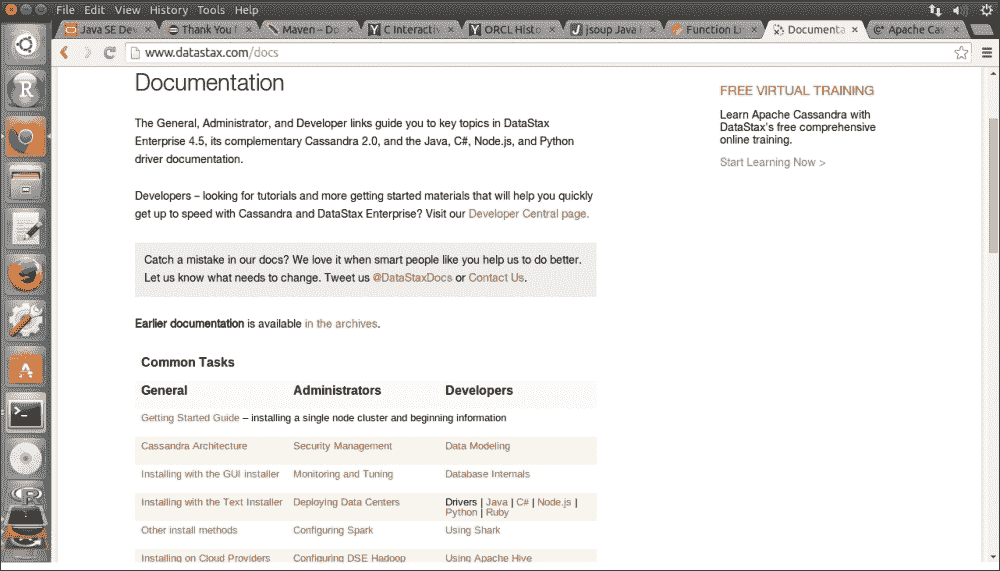 File Edit View History Tools Help
Java SE Dev
Thank You f
Maven – Do
C Interactiv
ORCL Histo
jsoup Java
Function Li
Documenta
Apache Cas
www.datastax.com/docs
Documentation
The General, Administrator, and Developer links guide you to key topics in DataStax
Enterprise 4.5, its complementary Cassandra 2.0, and the Java, C#, Node.js, and Python
driver documentation.
Developers – looking for tutorials and more getting started materials that will help you quickly
get up to speed with Cassandra and DataStax Enterprise? Visit our Developer Central page.
Catch a mistake in our docs? We love it when smart people like you help us to do better.
Let us know what needs to change. Tweet us @DataStaxDocs or Contact Us.
Earlier documentation is available in the archives.
FREE VIRTUAL TRAINING
Learn Apache Cassandra with
DataStax's free comprehensive
online training.
Start Learning Now >
Common Tasks
General Administrators Developers
Getting Started Guide – installing a single node cluster and beginning information
Cassandra Architecture Security Management Data Modeling
Installing with the GUI installer Monitoring and Tuning Database Internals
Installing with the Text Installer Deploying Data Centers Drivers | Java | C# | Node.js |
Python | Ruby
Other install methods Configuring Spark Using Shark
Installing on Cloud Providers Configuring DSE Hadoop Using Apache Hive